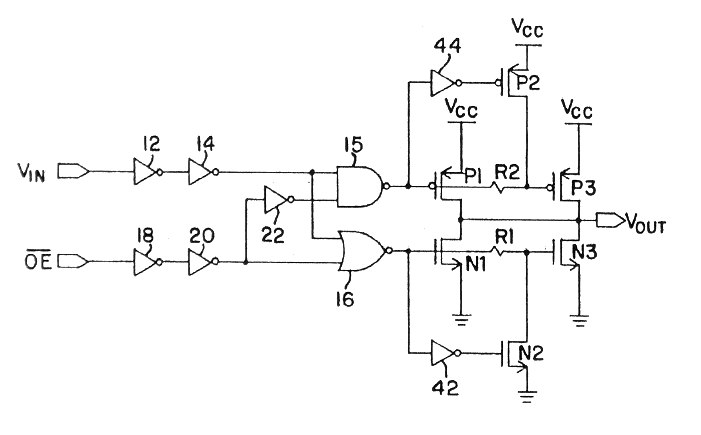 44
VCC
P2
VCC
VCC
12
14
15
VIN
P1
R2
P3
22
VOUT
18
20
OE
R1
16
N1
N3
42
N2